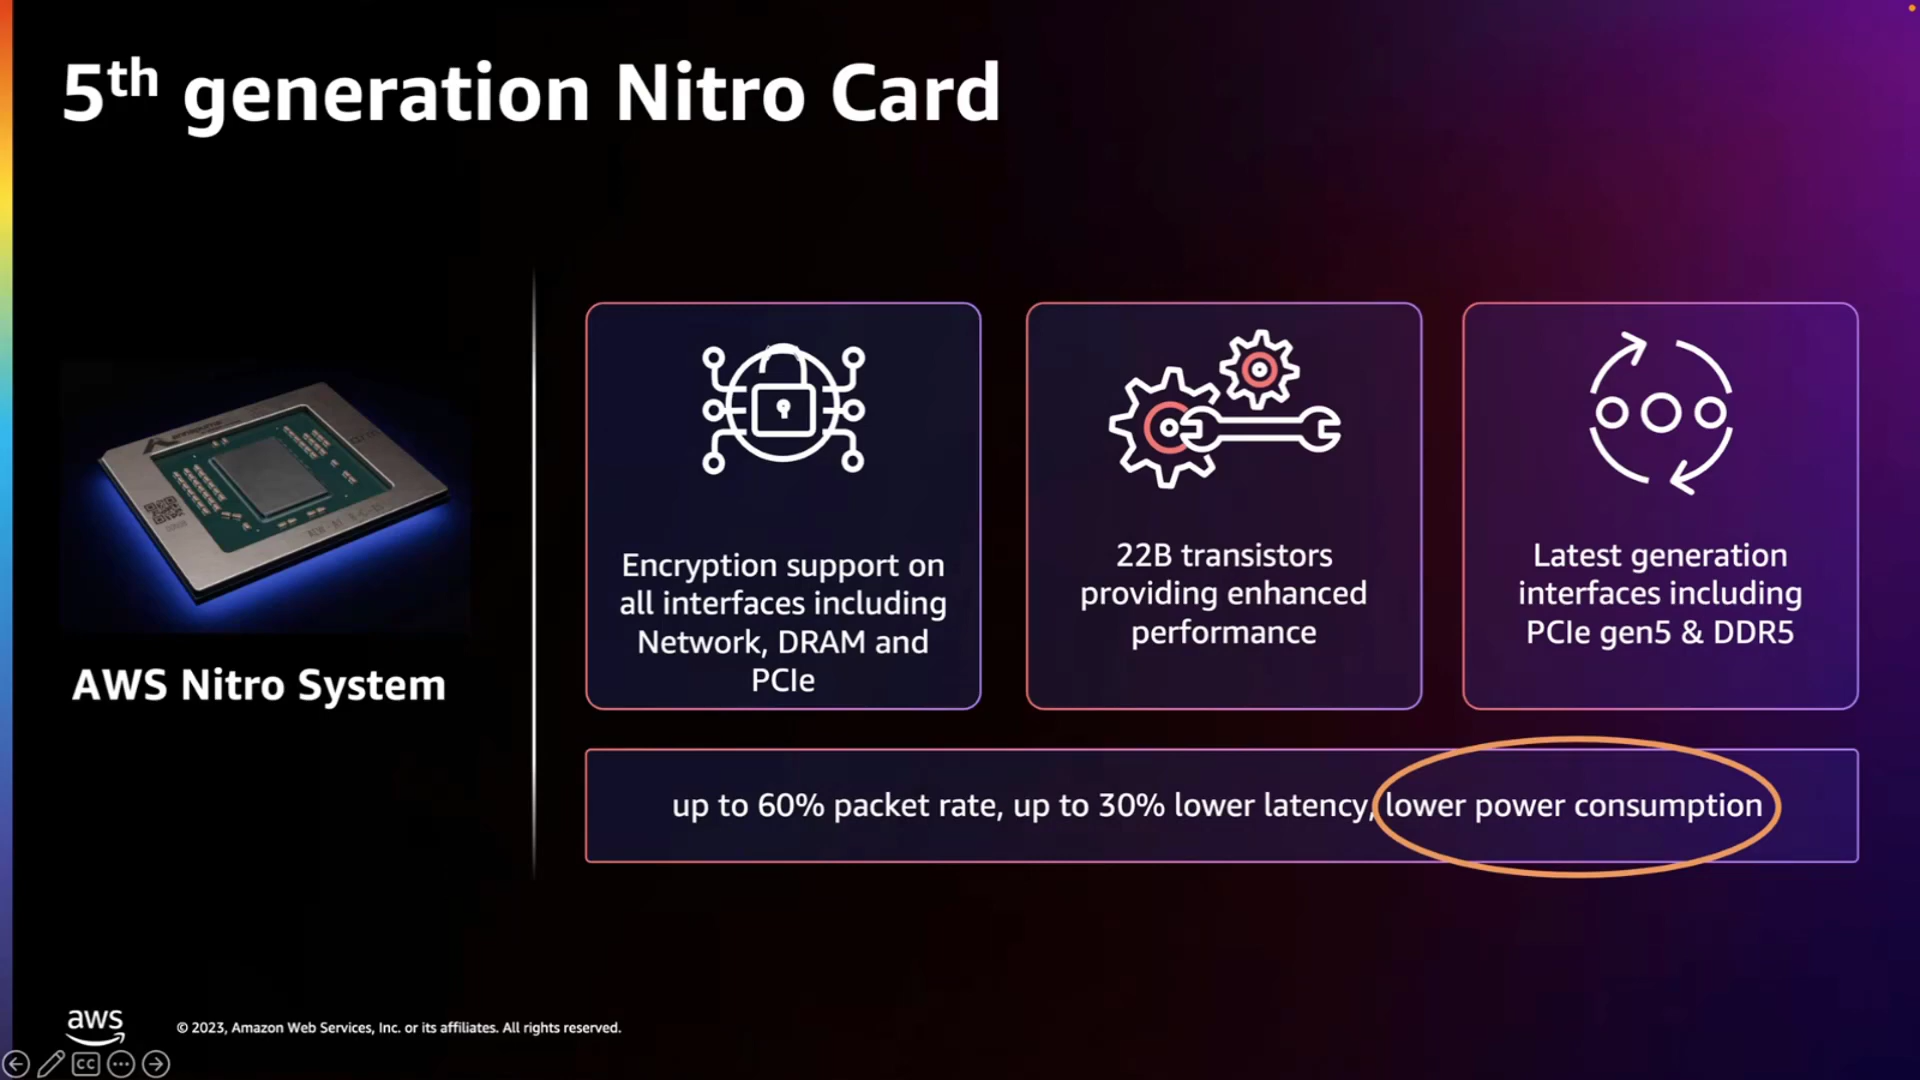 5th generation Nitro Card
AWS Nitro System
Encryption support on
all interfaces including
Network, DRAM and
PCIe
22B transistors
providing enhanced
performance
Latest generation
interfaces including
PCIe gen5 & DDR5
up to 60% packet rate, up to 30% lower latency, lower power consumption
aws
© 2023, Amazon Web Services, Inc. or its affiliates. All rights reserved.
CC